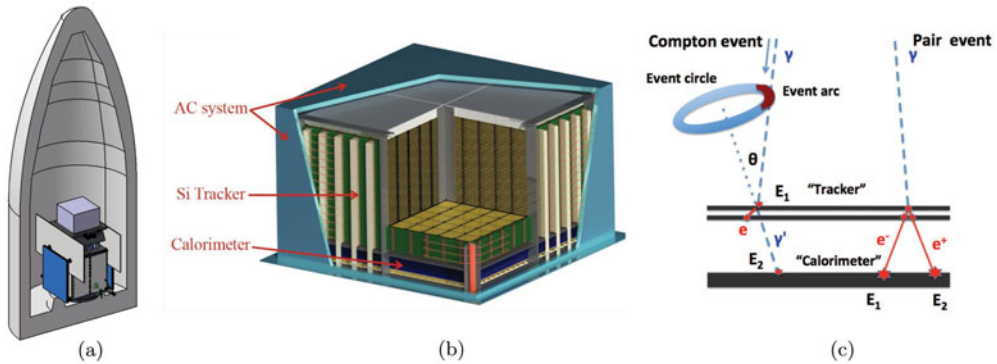 AC system
Si Tracker
Calorimeter
Compton event
γ
Event circle
Event arc
θ
E1
"Tracker"
e
γ'
E2
"Calorimeter"
Pair event
γ
e-
e+
E1
E2
(a)
(b)
(c)